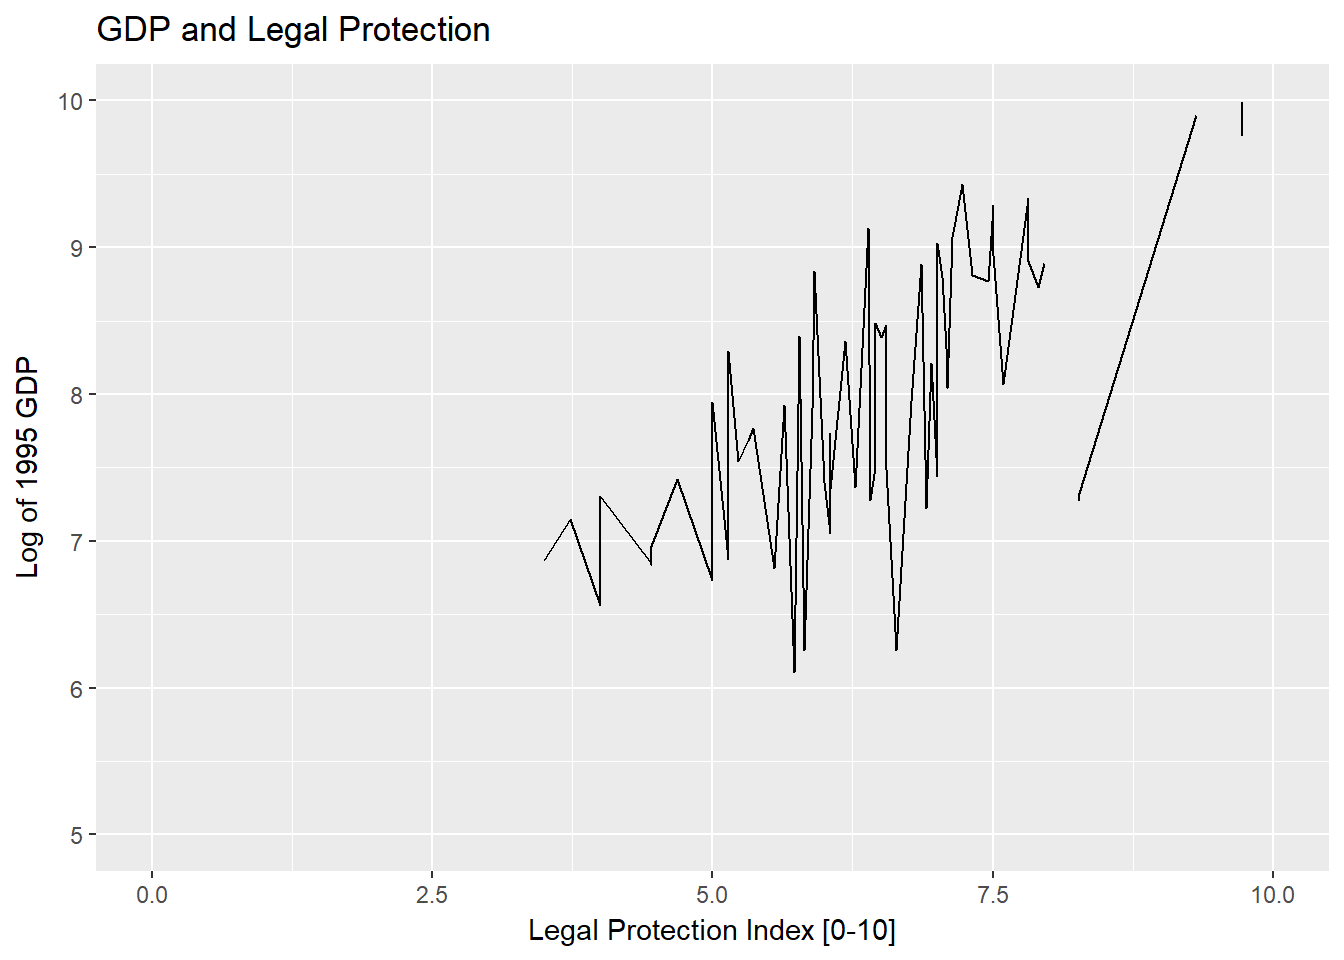 GDP and Legal Protection
10
9
8
7
6
5
Log of 1995 GDP
0.0 2.5 5.0 7.5 10.0
Legal Protection Index [0-10]